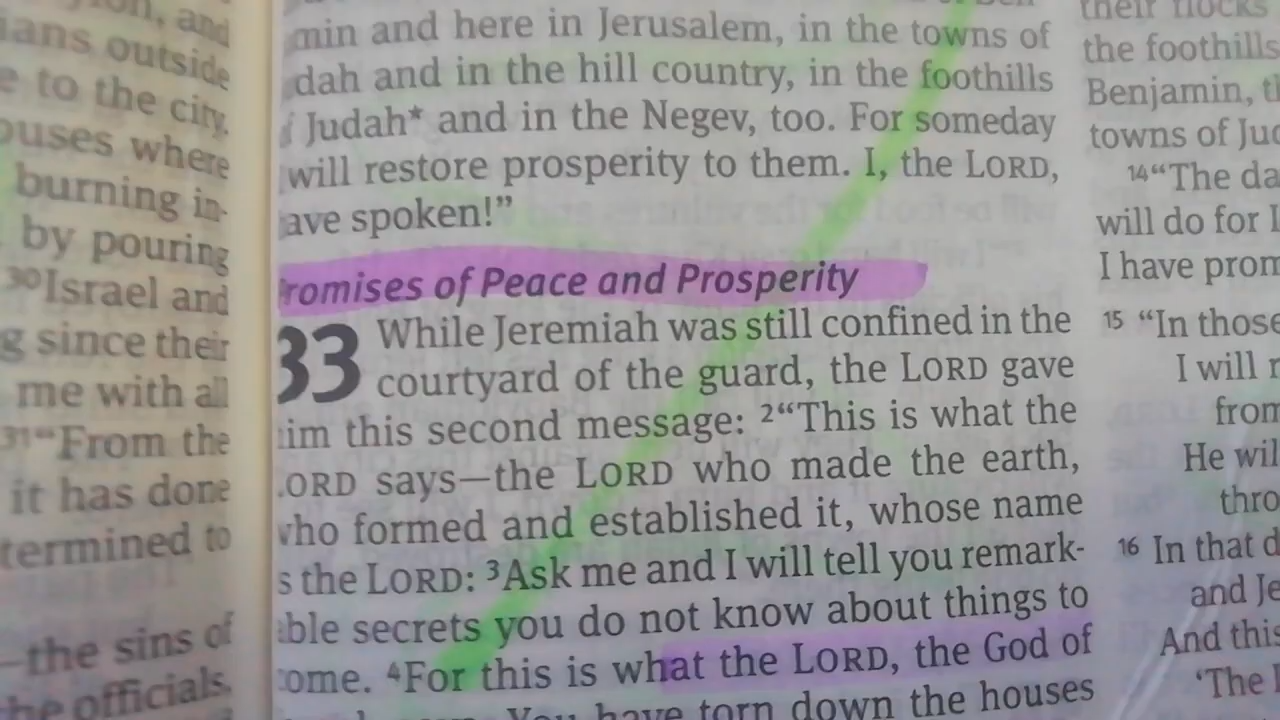 and
ans outside
e to the city.
ouses where
burning in-
by pouring
30Israel and
g since their
me with all
31“From the
it has done
termined to
—the sins of
he officials,
min and here in Jerusalem, in the towns of
dah and in the hill country, in the foothills
f Judah* and in the Negev, too. For someday
will restore prosperity to them. I, the LORD,
ave spoken!”
romises of Peace and Prosperity
33 While Jeremiah was still confined in the
courtyard of the guard, the LORD gave
im this second message: 2“This is what the
ORD says—the LORD who made the earth,
who formed and established it, whose name
s the LORD: 3Ask me and I will tell you remark-
able secrets you do not know about things to
ome. 4For this is what the LORD, the God of
You have torn down the houses
their flocks
the foothills
Benjamin, th
towns of Jud
14“The da
will do for I
I have prom
15 “In those
I will r
from
He wil
thro
16 In that d
and Je
And this
‘The L